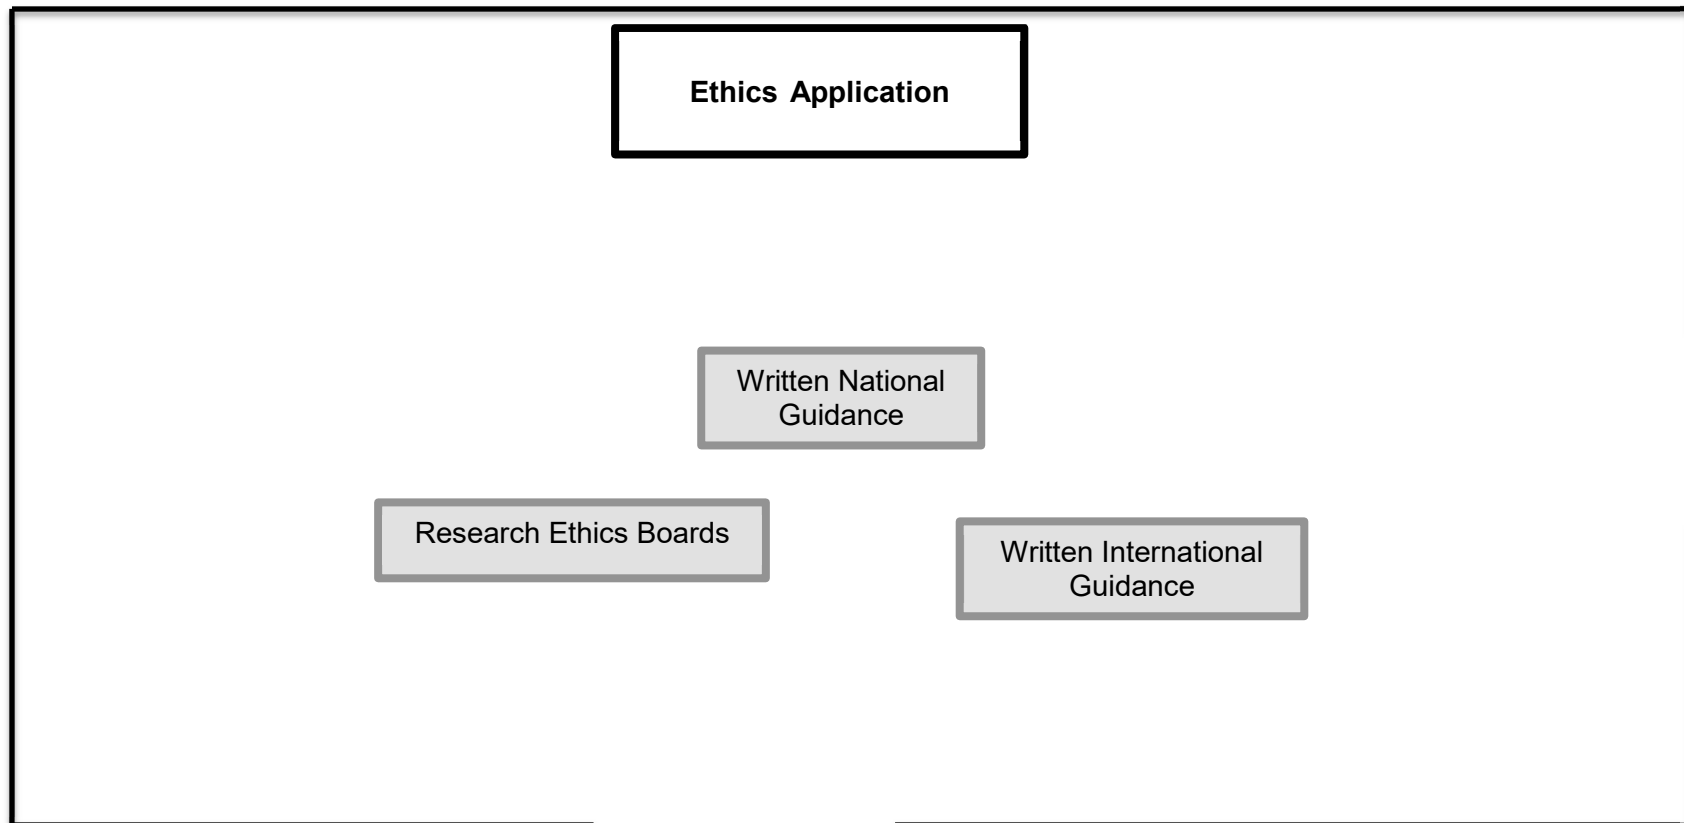 Ethics Application
Written National
Guidance
Research Ethics Boards
Written International
Guidance